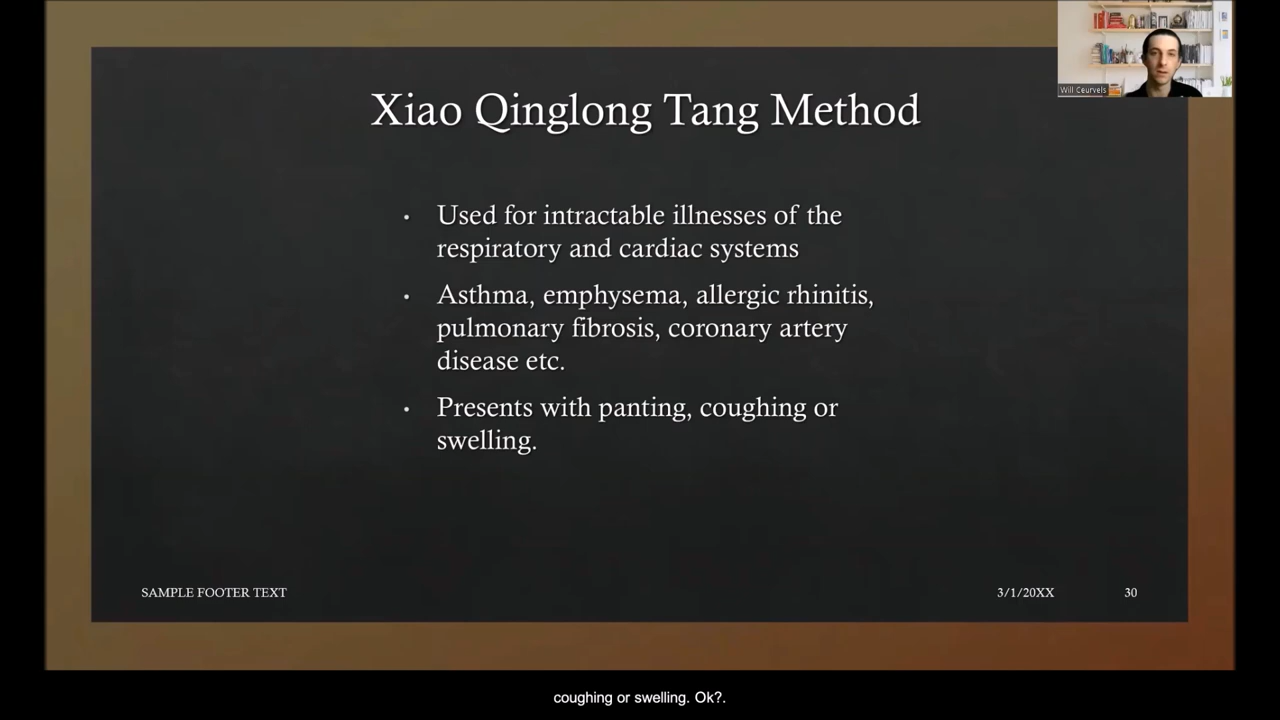 Will Ceurvels
Xiao Qinglong Tang Method
• Used for intractable illnesses of the
respiratory and cardiac systems
• Asthma, emphysema, allergic rhinitis,
pulmonary fibrosis, coronary artery
disease etc.
• Presents with panting, coughing or
swelling.
SAMPLE FOOTER TEXT 3/1/20XX 30
coughing or swelling. Ok?.